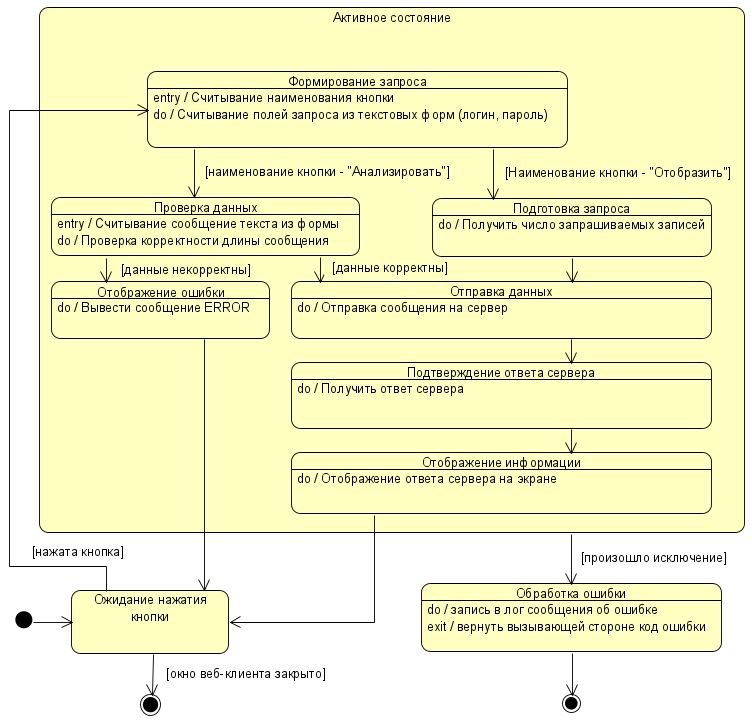 Активное состояние
Формирование запроса
entry / Считывание наименования кнопки
do / Считывание полей запроса из текстовых форм (логин, пароль)
[наименование кнопки - "Анализировать"]
[Наименование кнопки - "Отобразить"]
Проверка данных
entry / Считывание сообщение текста из формы
do / Проверка корректности длины сообщения
Подготовка запроса
do / Получить число запрашиваемых записей
[данные некорректны]
[данные корректны]
Отображение ошибки
do / Вывести сообщение ERROR
Отправка данных
do / Отправка сообщения на сервер
Подтверждение ответа сервера
do / Получить ответ сервера
Отображение информации
do / Отображение ответа сервера на экране
[нажата кнопка]
[произошло исключение]
Ожидание нажатия
кнопки
Обработка ошибки
do / запись в лог сообщения об ошибке
exit / вернуть вызывающей стороне код ошибки
[окно веб-клиента закрыто]